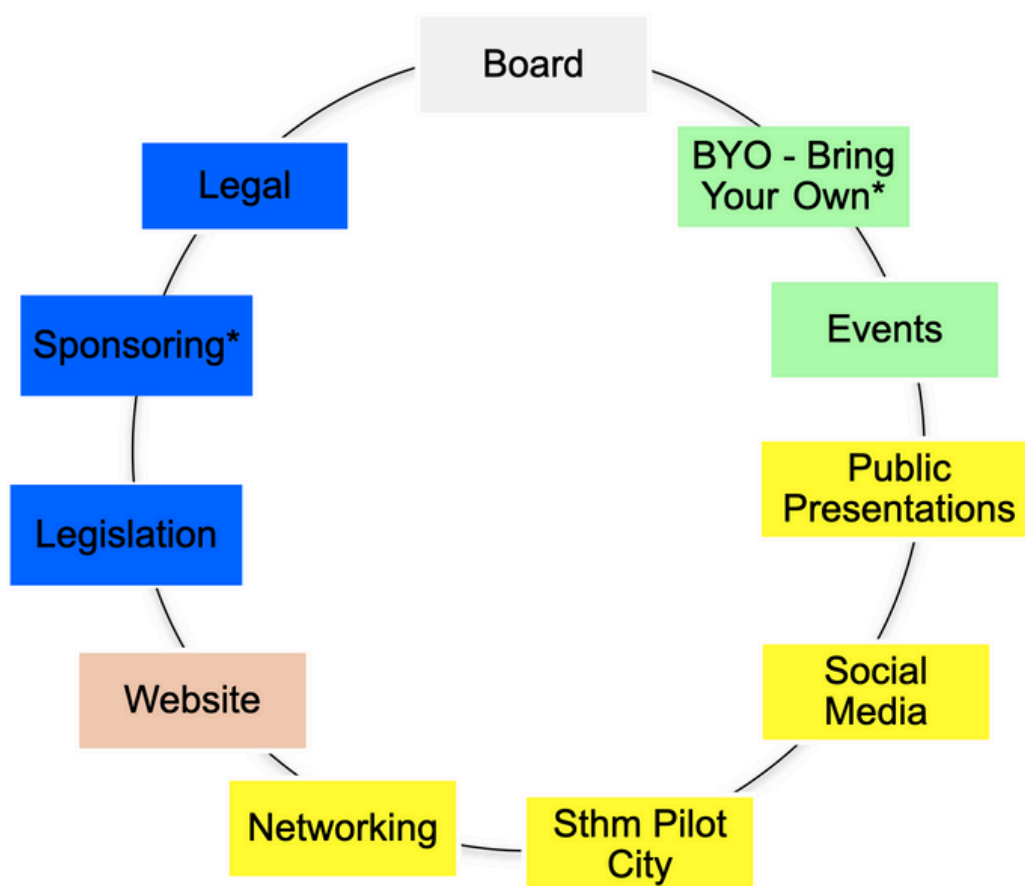 Board
BYO - Bring
Your Own*
Events
Public
Presentations
Social
Media
Sthm Pilot
City
Networking
Website
Legislation
Sponsoring*
Legal